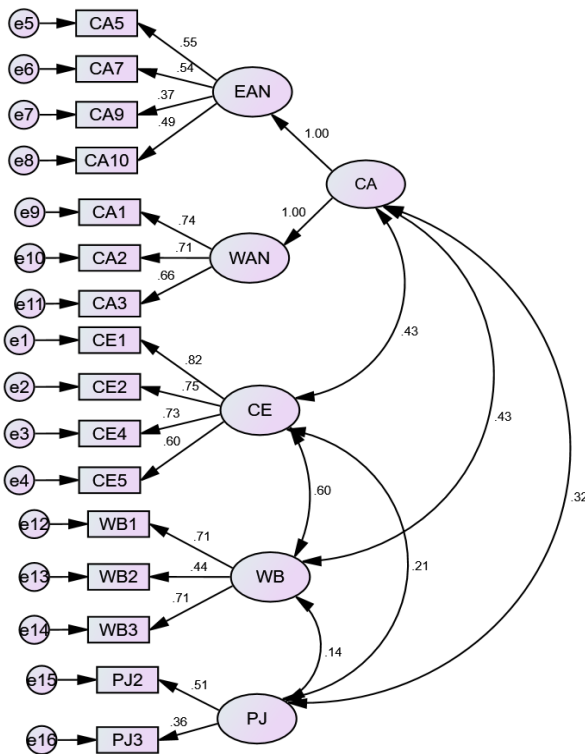 e5 CA5 .55
e6 CA7 .54 EAN
e7 CA9 .37
e8 CA10 .49 1.00
CA
e9 CA1 .74 1.00
e10 CA2 .71 WAN
e11 CA3 .66
e1 CE1 .82 .43
e2 CE2 .75
e3 CE4 .73 CE .43
e4 CE5 .60
.60 .32
e12 WB1 .71
e13 WB2 .44 WB .21
e14 WB3 .71
.14
e15 PJ2 .51
PJ
e16 PJ3 .36